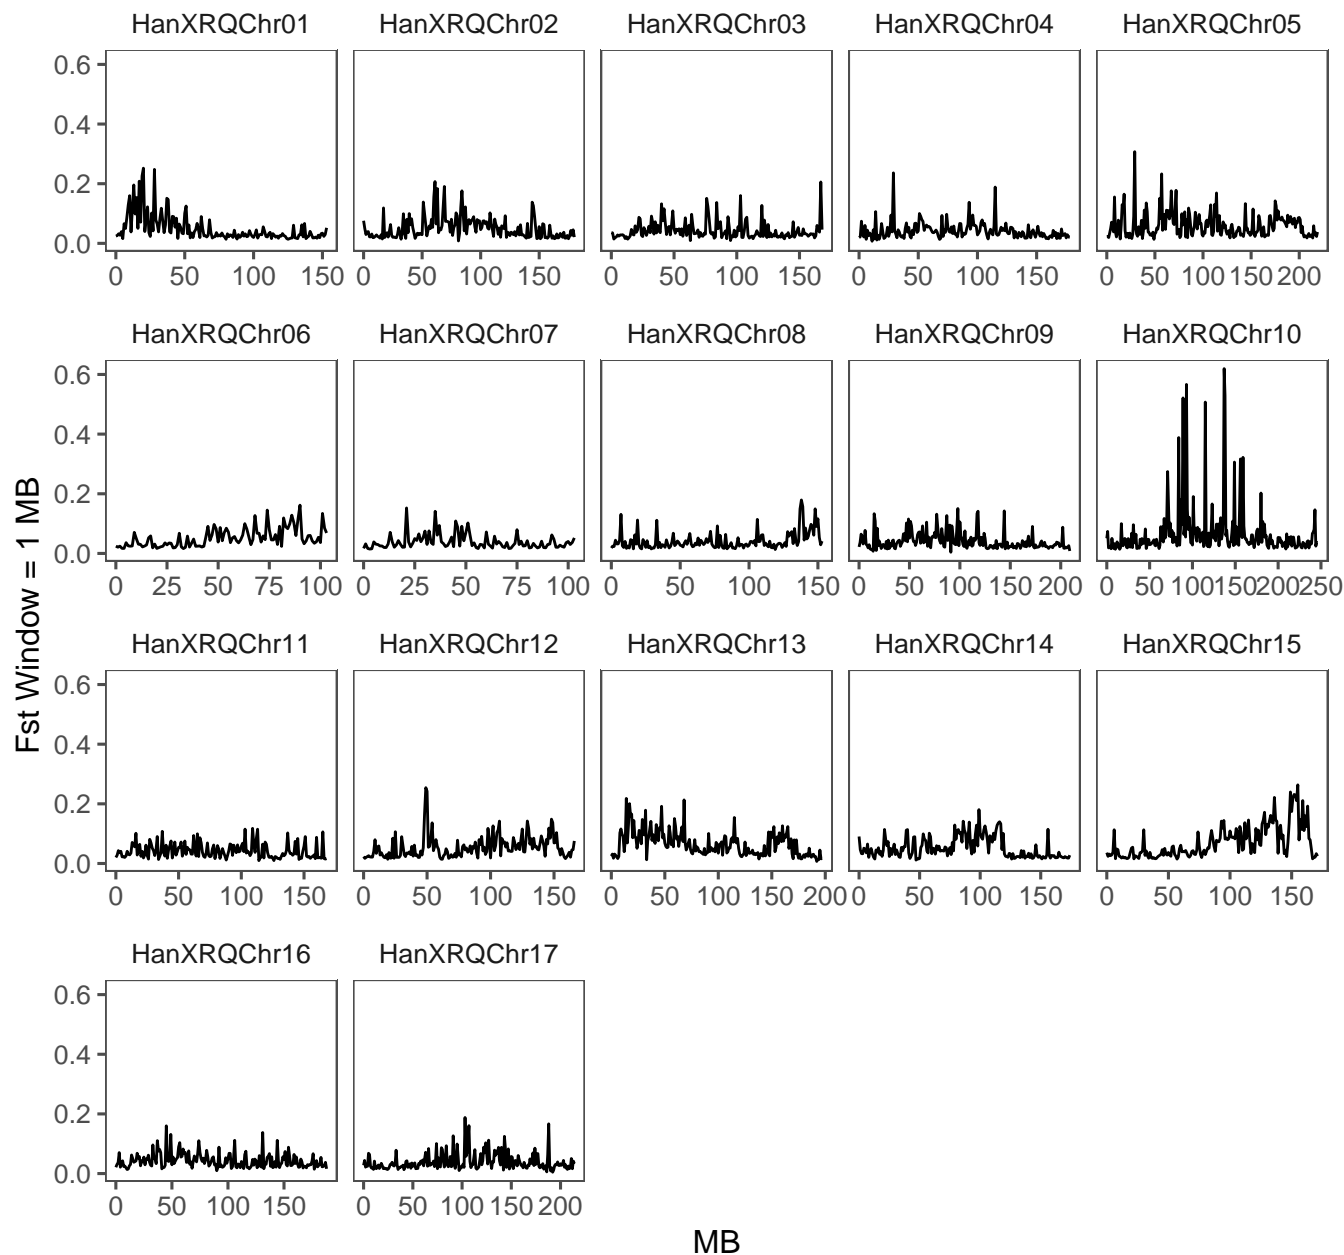 HanXRQChr01 HanXRQChr02 HanXRQChr03 HanXRQChr04 HanXRQChr05
0.6
0.4
0.2
0.0
0 50 100 150 0 50 100 150 0 50 100 150 0 50 100 150 0 50 100 150 200
HanXRQChr06 HanXRQChr07 HanXRQChr08 HanXRQChr09 HanXRQChr10
0.6
0.4
0.2
0.0
0 25 50 75 100 0 25 50 75 100 0 50 100 150 0 50 100 150 200 0 50 100 150 200 250
Fst Window = 1 MB
HanXRQChr11 HanXRQChr12 HanXRQChr13 HanXRQChr14 HanXRQChr15
0.6
0.4
0.2
0.0
0 50 100 150 0 50 100 150 0 50 100 150 200 0 50 100 150 0 50 100 150
HanXRQChr16 HanXRQChr17
0.6
0.4
0.2
0.0
0 50 100 150 0 50 100 150 200
MB